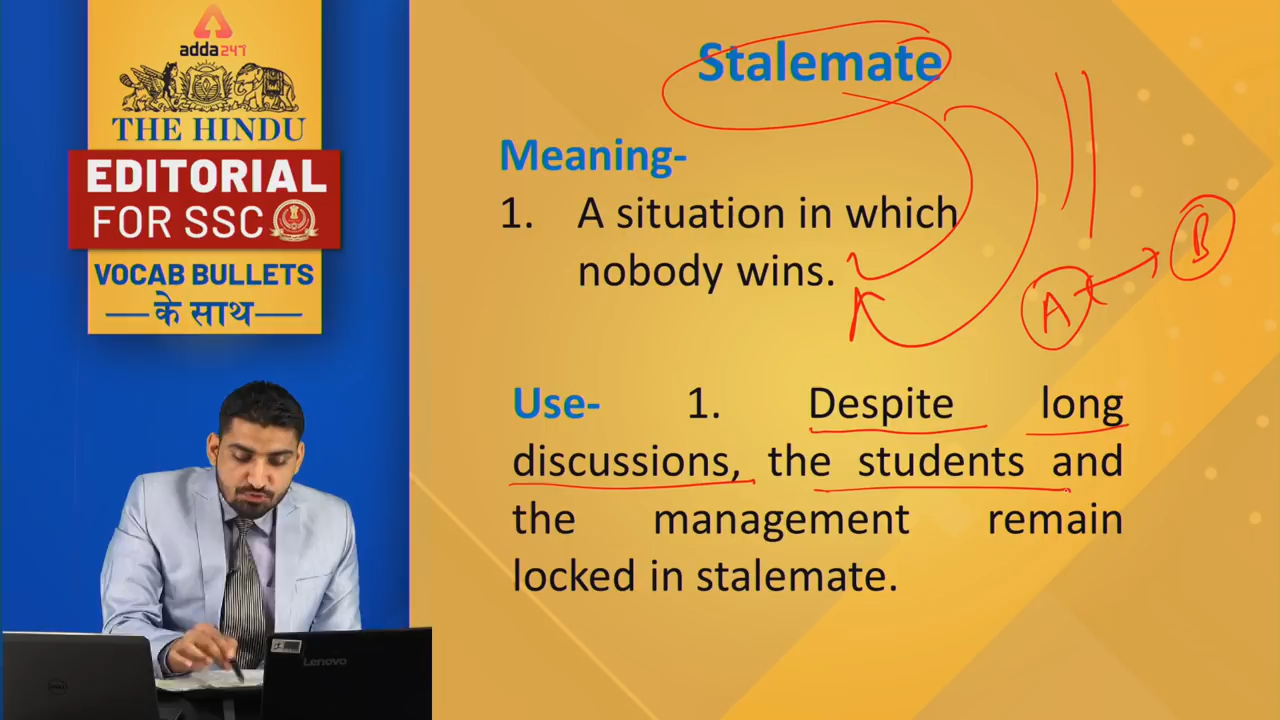 adda247
THE HINDU
EDITORIAL
FOR SSC
VOCAB BULLETS
के साथ
Stalemate
Meaning-
1. A situation in which
nobody wins.
A
B
Use- 1. Despite long
discussions, the students and
the management remain
locked in stalemate.
Lenovo